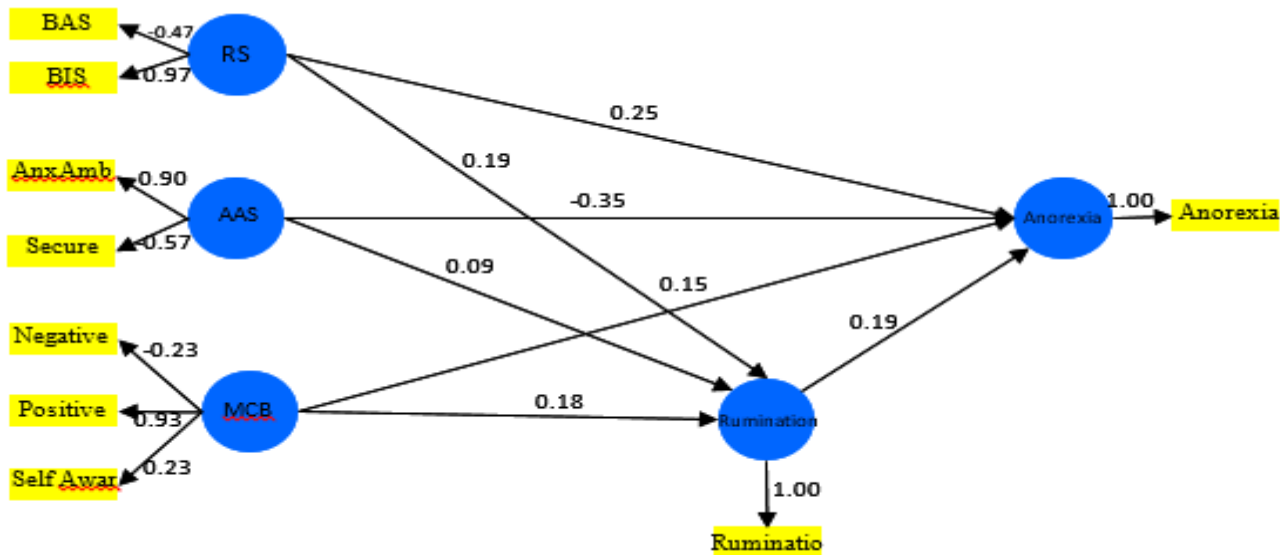 BAS
-0.47
RS
BIS
0.97
0.25
0.19
AnxAmb
0.90
AAS
-0.35
Anorexia
1.00
Anorexia
Secure
-0.57
0.09
0.15
Negative
-0.23
0.19
Positive
0.93
MCB
0.18
Rumination
Self Awar
0.23
1.00
Ruminatio